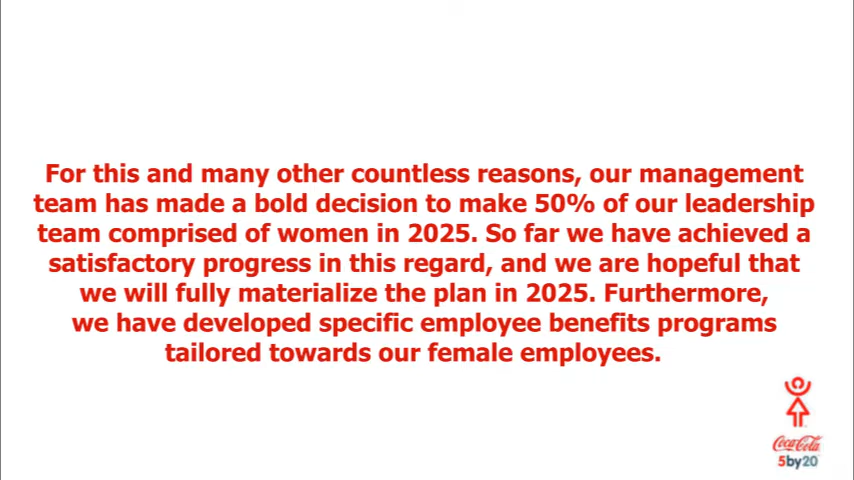 For this and many other countless reasons, our management
team has made a bold decision to make 50% of our leadership
team comprised of women in 2025. So far we have achieved a
satisfactory progress in this regard, and we are hopeful that
we will fully materialize the plan in 2025. Furthermore,
we have developed specific employee benefits programs
tailored towards our female employees.
Coca-Cola
5by20